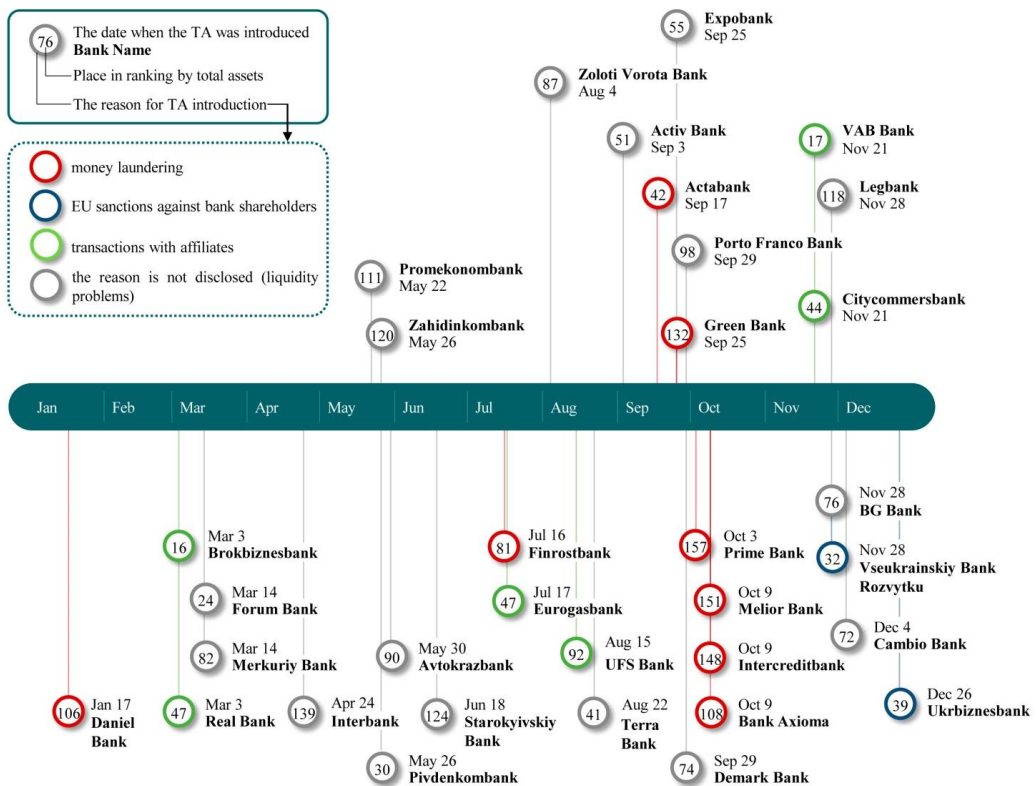 76
The date when the TA was introduced
Bank Name
Place in ranking by total assets
The reason for TA introduction
money laundering
EU sanctions against bank shareholders
transactions with affiliates
the reason is not disclosed (liquidity
problems)
55
Expobank
Sep 25
87
Zoloti Vorota Bank
Aug 4
51
Activ Bank
Sep 3
17
VAB Bank
Nov 21
42
Actabank
Sep 17
118
Legbank
Nov 28
98
Porto Franco Bank
Sep 29
111
Promekonombank
May 22
44
Citycommersbank
Nov 21
120
Zahidinkombank
May 26
132
Green Bank
Sep 25
Jan Feb Mar Apr May Jun Jul Aug Sep Oct Nov Dec
106
Jan 17
Daniel
Bank
16
Mar 3
Brokbiznesbank
24
Mar 14
Forum Bank
82
Mar 14
Merkuriy Bank
47
Mar 3
Real Bank
139
Apr 24
Interbank
90
May 30
Avtokrazbank
124
Jun 18
Starokyivskiy
Bank
30
May 26
Pivdenkombank
81
Jul 16
Finrostbank
47
Jul 17
Eurogasbank
92
Aug 15
UFS Bank
41
Aug 22
Terra
Bank
157
Oct 3
Prime Bank
151
Oct 9
Melior Bank
148
Oct 9
Intercreditbank
108
Oct 9
Bank Axioma
74
Sep 29
Demark Bank
76
Nov 28
BG Bank
32
Nov 28
Vseukrainskiy Bank
Rozvytku
72
Dec 4
Cambio Bank
39
Dec 26
Ukrbiznesbank